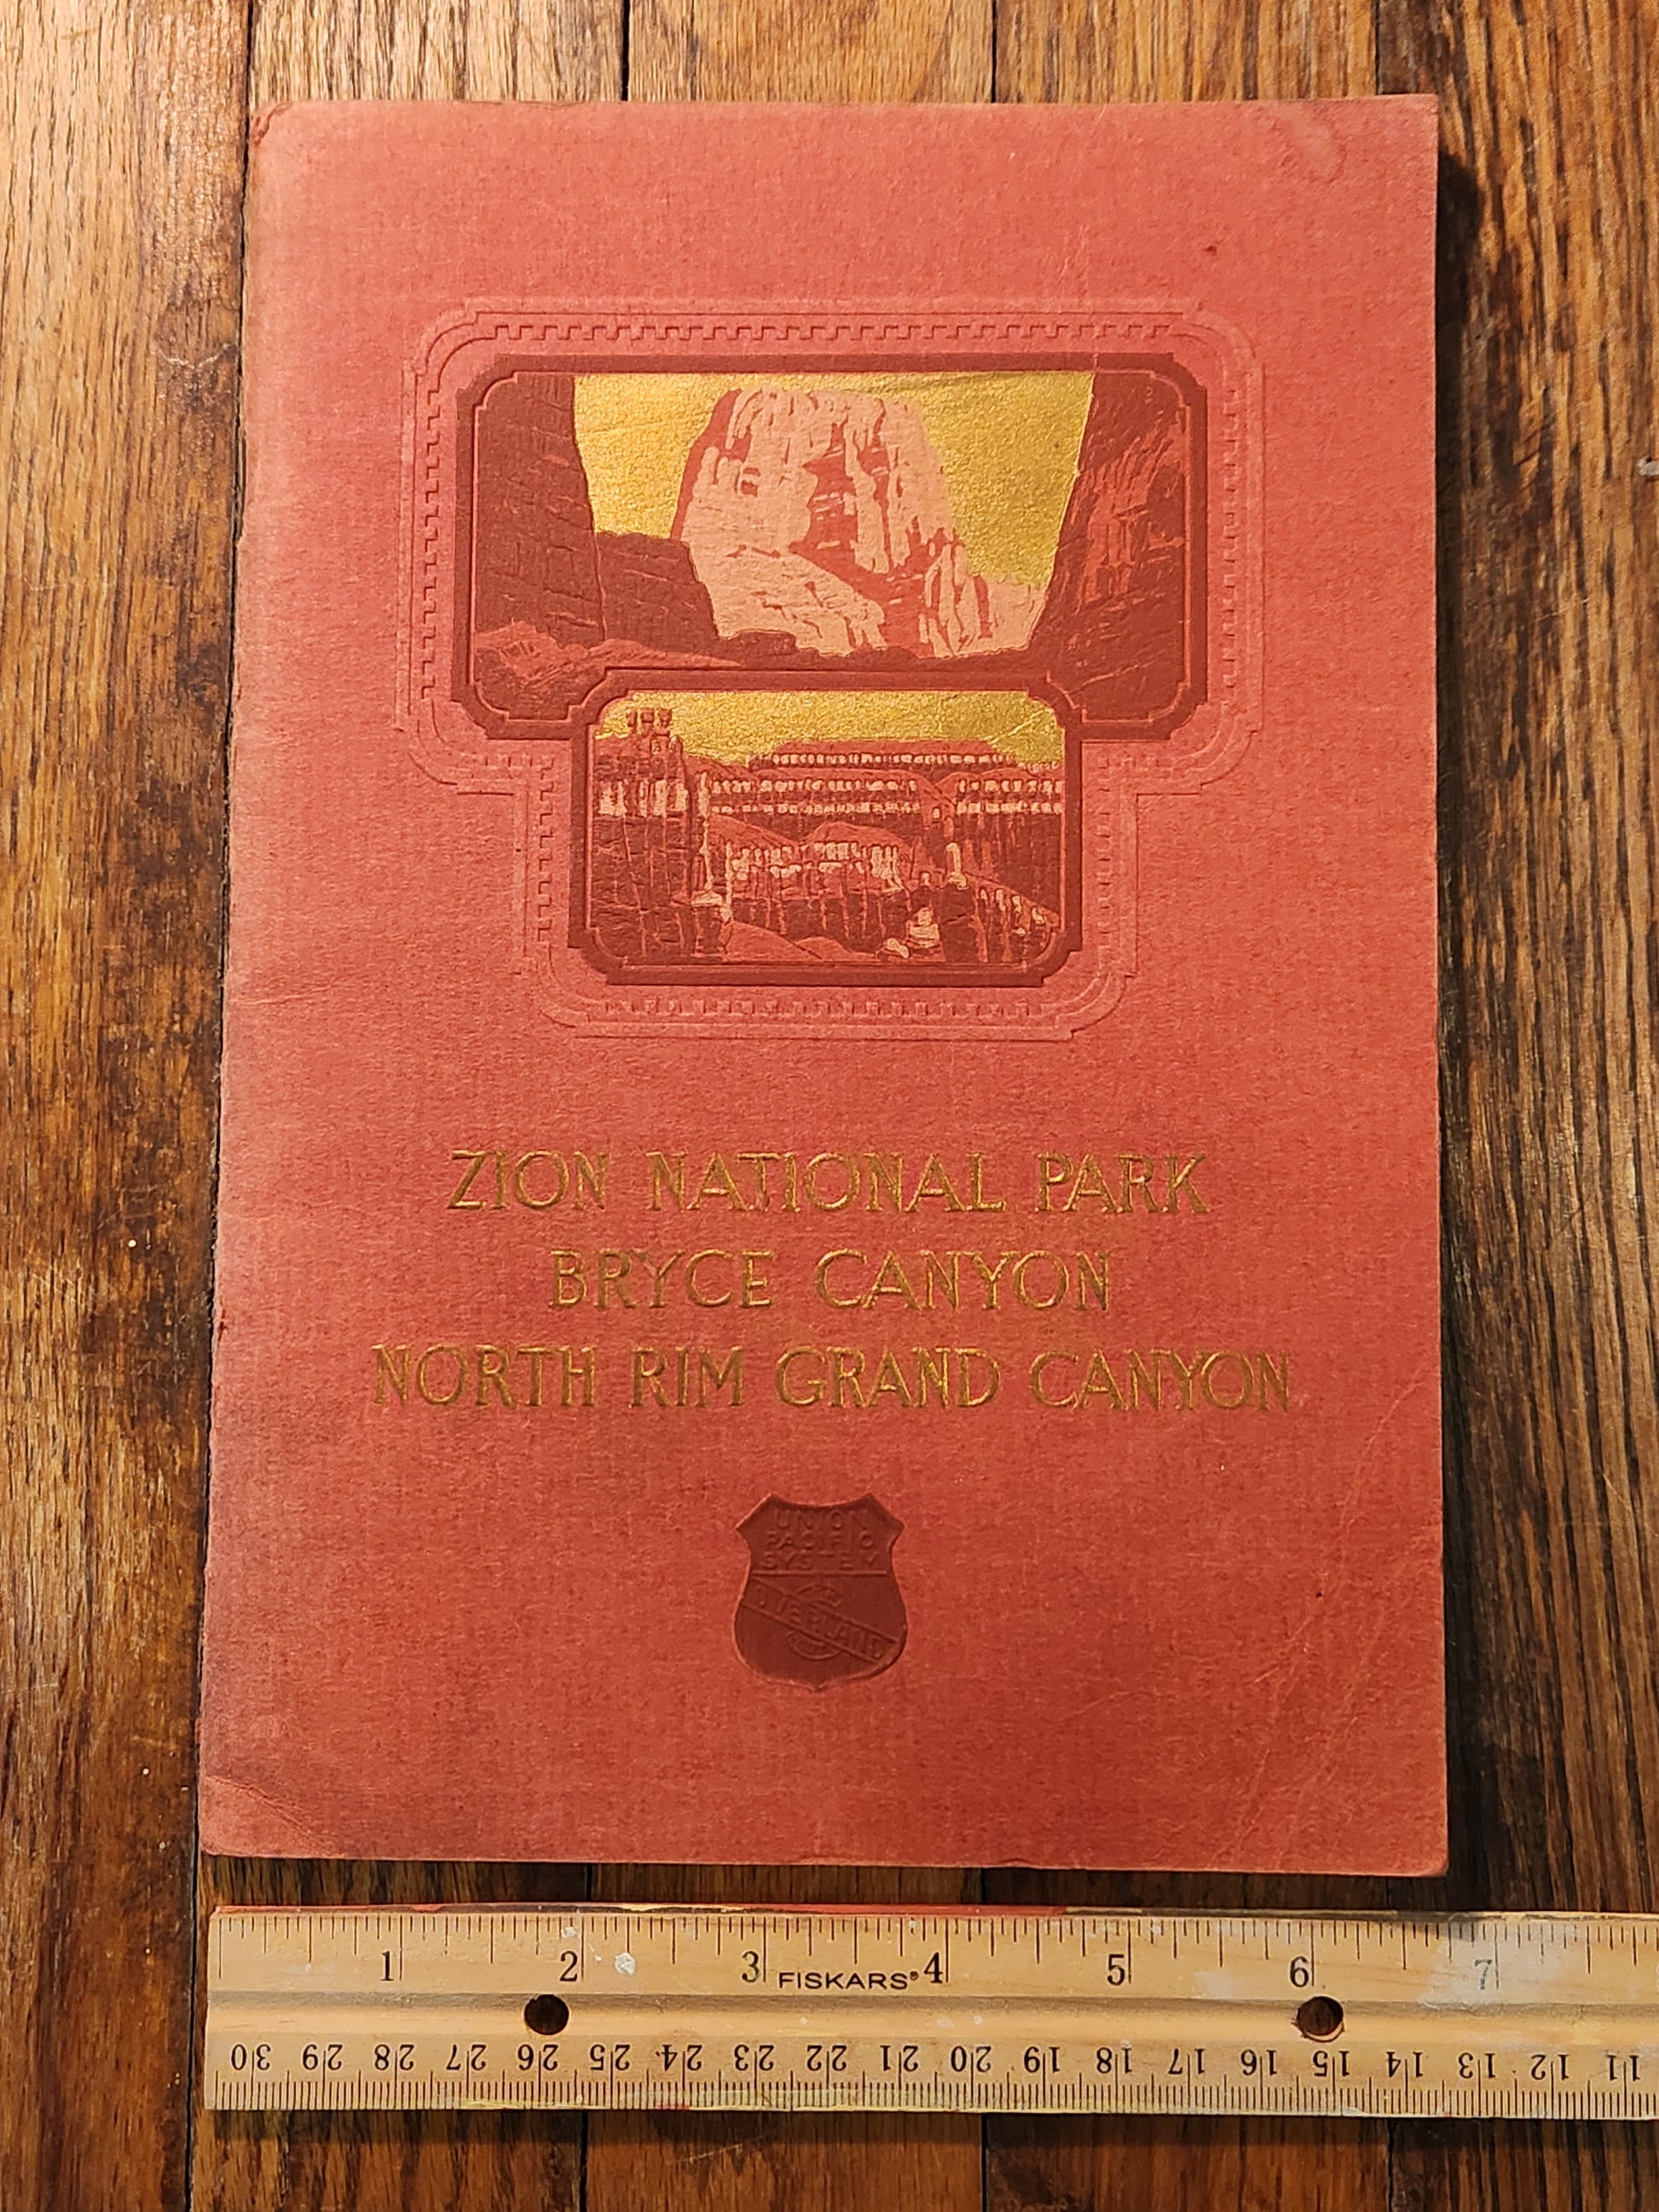 ZION NATIONAL PARK
BRYCE CANYON
NORTH RIM GRAND CANYON
UNION
PACIFIC
SYSTEM
OVERLAND
1 2 3 FISKARS® 4 5 6 7
30 29 28 27 26 25 24 23 22 21 20 19 18 17 16 15 14 13 12 11